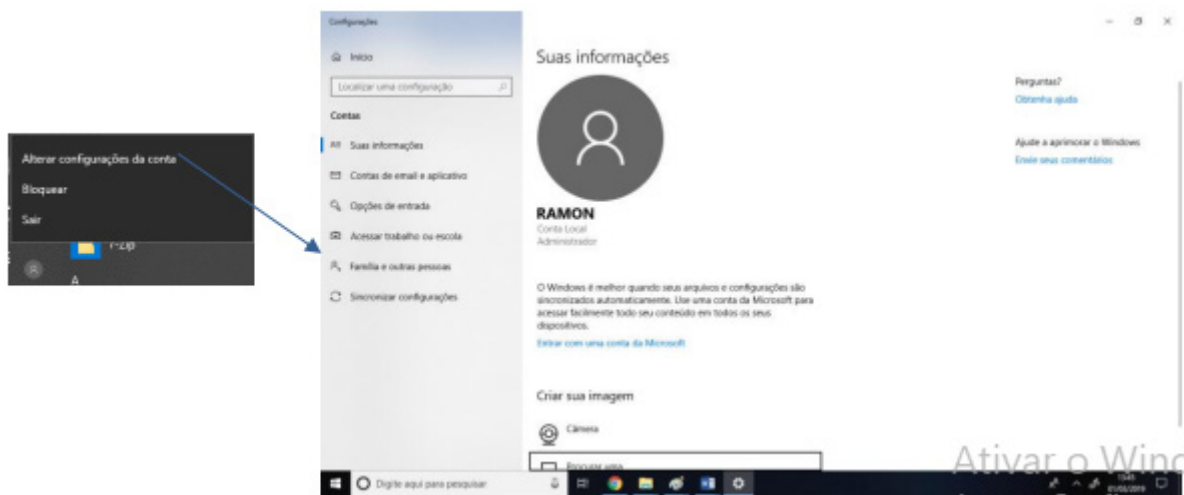 Alterar configurações da conta
Bloquear
Sair
7-Zip
A
Configurações
Início
Localizar uma configuração
Contas
Suas informações
Contas de email e aplicativo
Opções de entrada
Acessar trabalho ou escola
Família e outras pessoas
Sincronizar configurações
Suas informações
RAMON
Conta Local
Administrador
O Windows é melhor quando seus arquivos e configurações são
sincronizados automaticamente. Use uma conta da Microsoft para
acessar facilmente todo seu conteúdo em todos os seus
dispositivos.
Entrar com uma conta da Microsoft
Criar sua imagem
Câmera
Procurar uma
Perguntas?
Obtenha ajuda
Ajude a aprimorar o Windows
Envie seus comentários
Ativar o Wind
Digite aqui para pesquisar